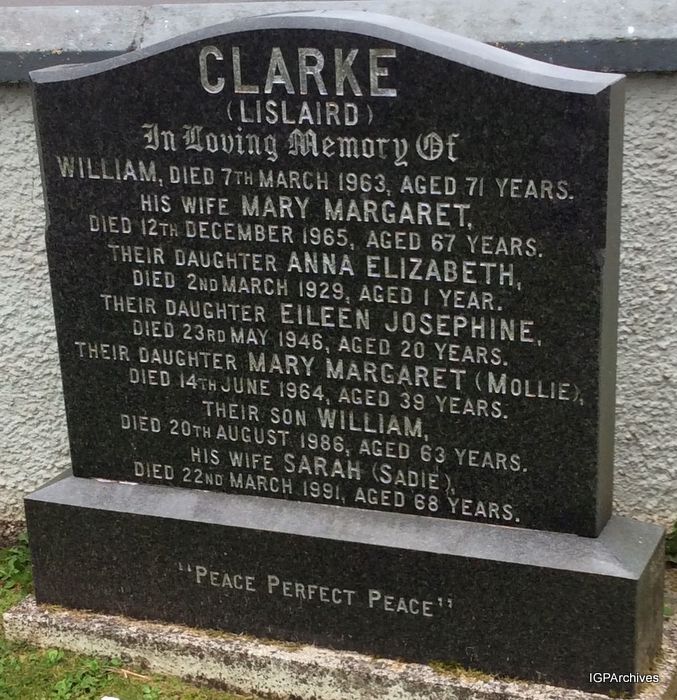 CLARKE
(LISLAIRD)
In Loving Memory Of
WILLIAM, DIED 7TH MARCH 1963, AGED 71 YEARS.
HIS WIFE MARY MARGARET,
DIED 12TH DECEMBER 1965, AGED 67 YEARS.
THEIR DAUGHTER ANNA ELIZABETH,
DIED 2ND MARCH 1929, AGED 1 YEAR.
THEIR DAUGHTER EILEEN JOSEPHINE,
DIED 23RD MAY 1946, AGED 20 YEARS.
THEIR DAUGHTER MARY MARGARET (MOLLIE),
DIED 14TH JUNE 1964, AGED 39 YEARS.
THEIR SON WILLIAM,
DIED 20TH AUGUST 1986, AGED 63 YEARS.
HIS WIFE SARAH (SADIE),
DIED 22ND MARCH 1991, AGED 68 YEARS.
"PEACE PERFECT PEACE"
IGPArchives